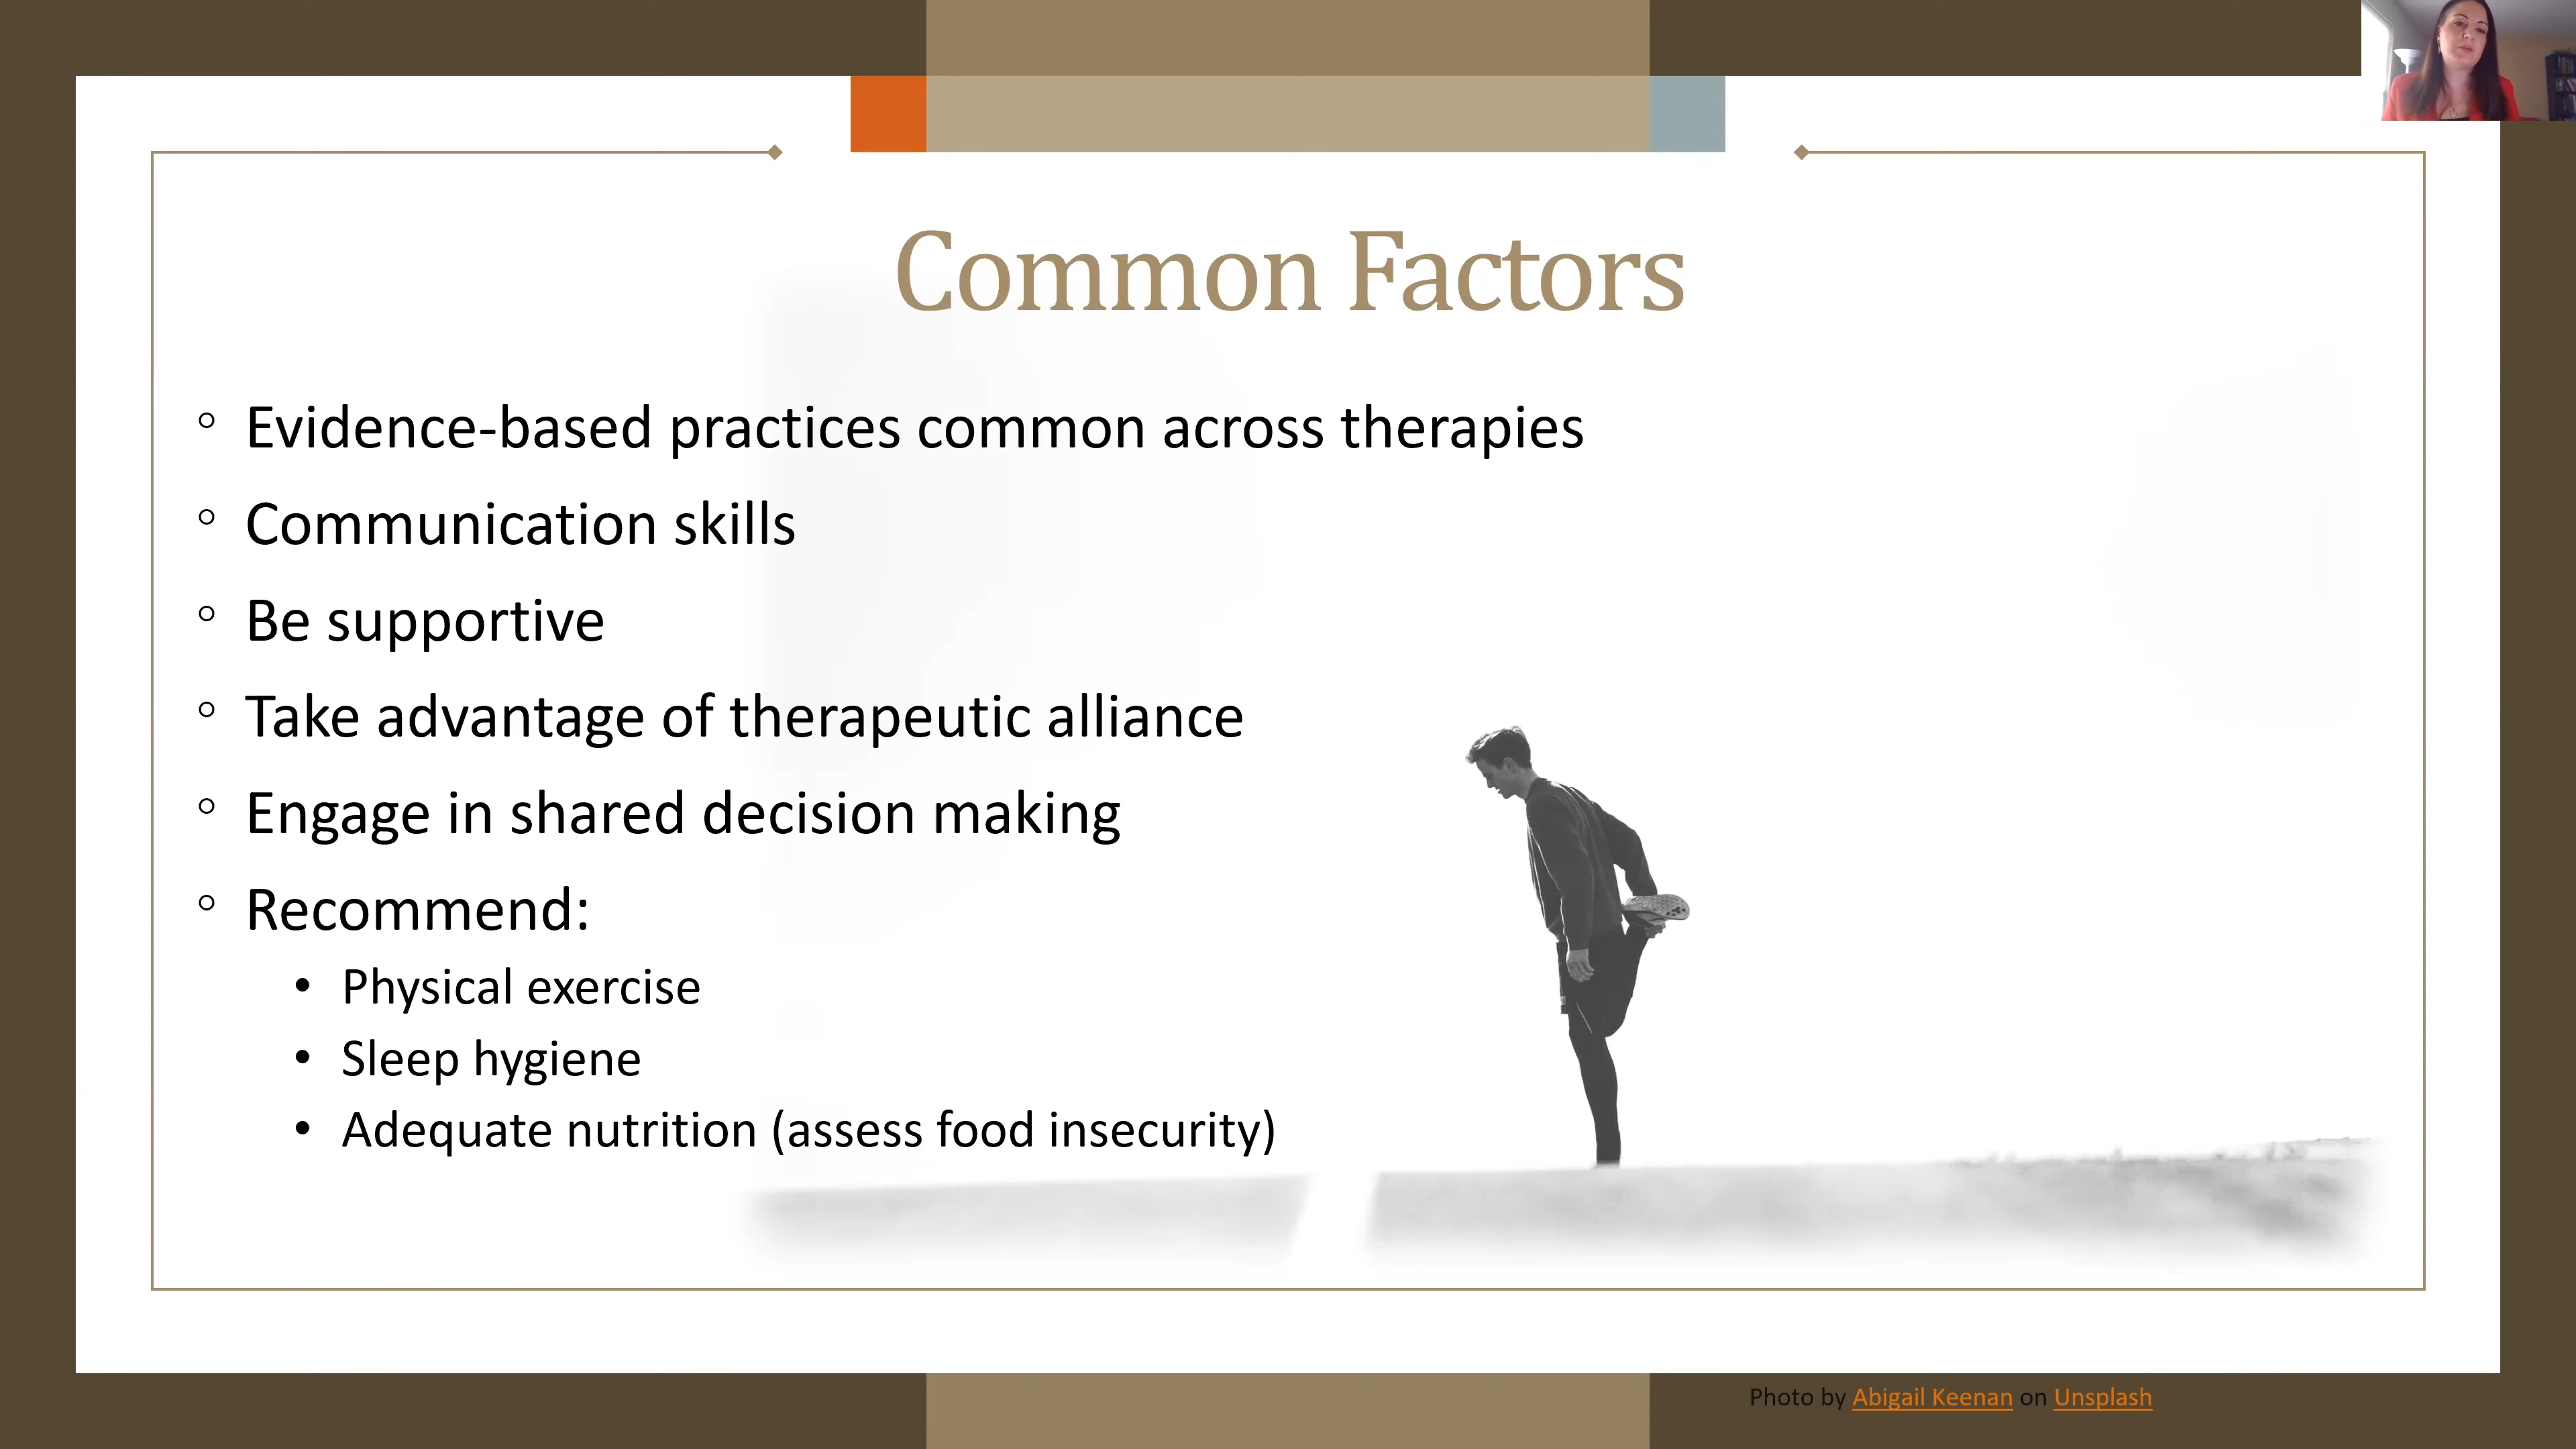 Common Factors
Evidence-based practices common across therapies
Communication skills
Be supportive
Take advantage of therapeutic alliance
Engage in shared decision making
Recommend:
Physical exercise
Sleep hygiene
Adequate nutrition (assess food insecurity)
Photo by Abigail Keenan on Unsplash